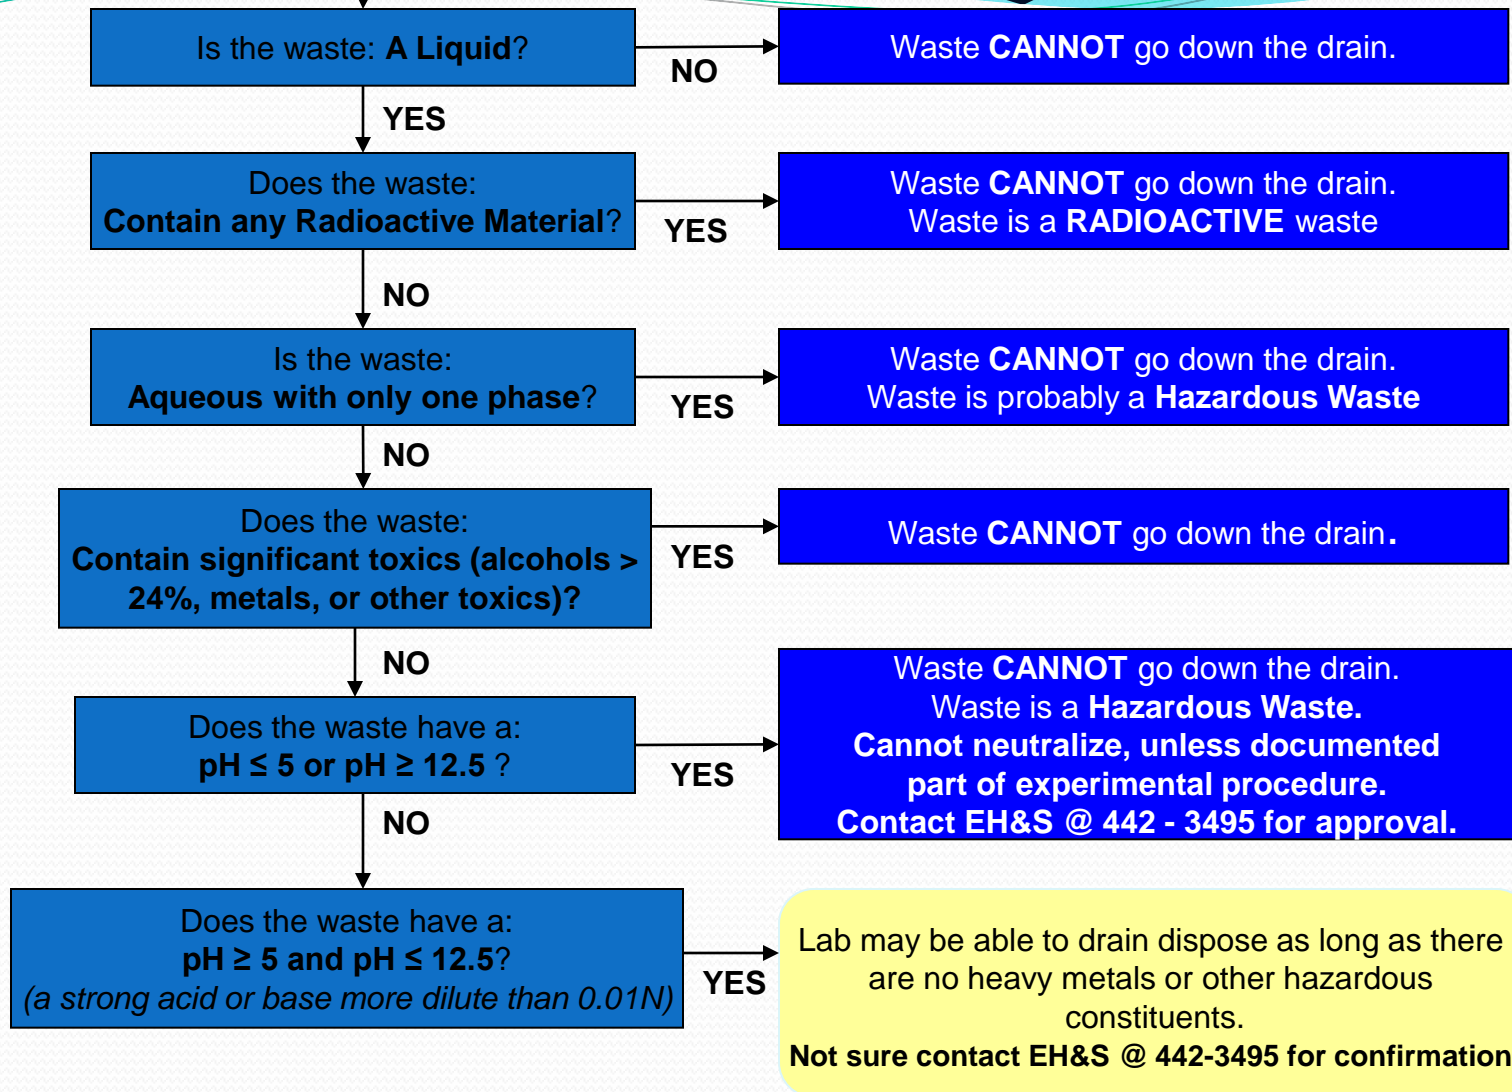 Is the waste: A Liquid?
NO
Waste CANNOT go down the drain.
YES
Does the waste:
Contain any Radioactive Material?
YES
Waste CANNOT go down the drain.
Waste is a RADIOACTIVE waste
NO
Is the waste:
Aqueous with only one phase?
YES
Waste CANNOT go down the drain.
Waste is probably a Hazardous Waste
NO
Does the waste:
Contain significant toxics (alcohols >
24%, metals, or other toxics)?
YES
Waste CANNOT go down the drain.
NO
Does the waste have a:
pH ≤ 5 or pH ≥ 12.5 ?
YES
Waste CANNOT go down the drain.
Waste is a Hazardous Waste.
Cannot neutralize, unless documented
part of experimental procedure.
Contact EH&S @ 442 - 3495 for approval.
NO
Does the waste have a:
pH ≥ 5 and pH ≤ 12.5?
(a strong acid or base more dilute than 0.01N)
YES
Lab may be able to drain dispose as long as there
are no heavy metals or other hazardous
constituents.
Not sure contact EH&S @ 442-3495 for confirmation